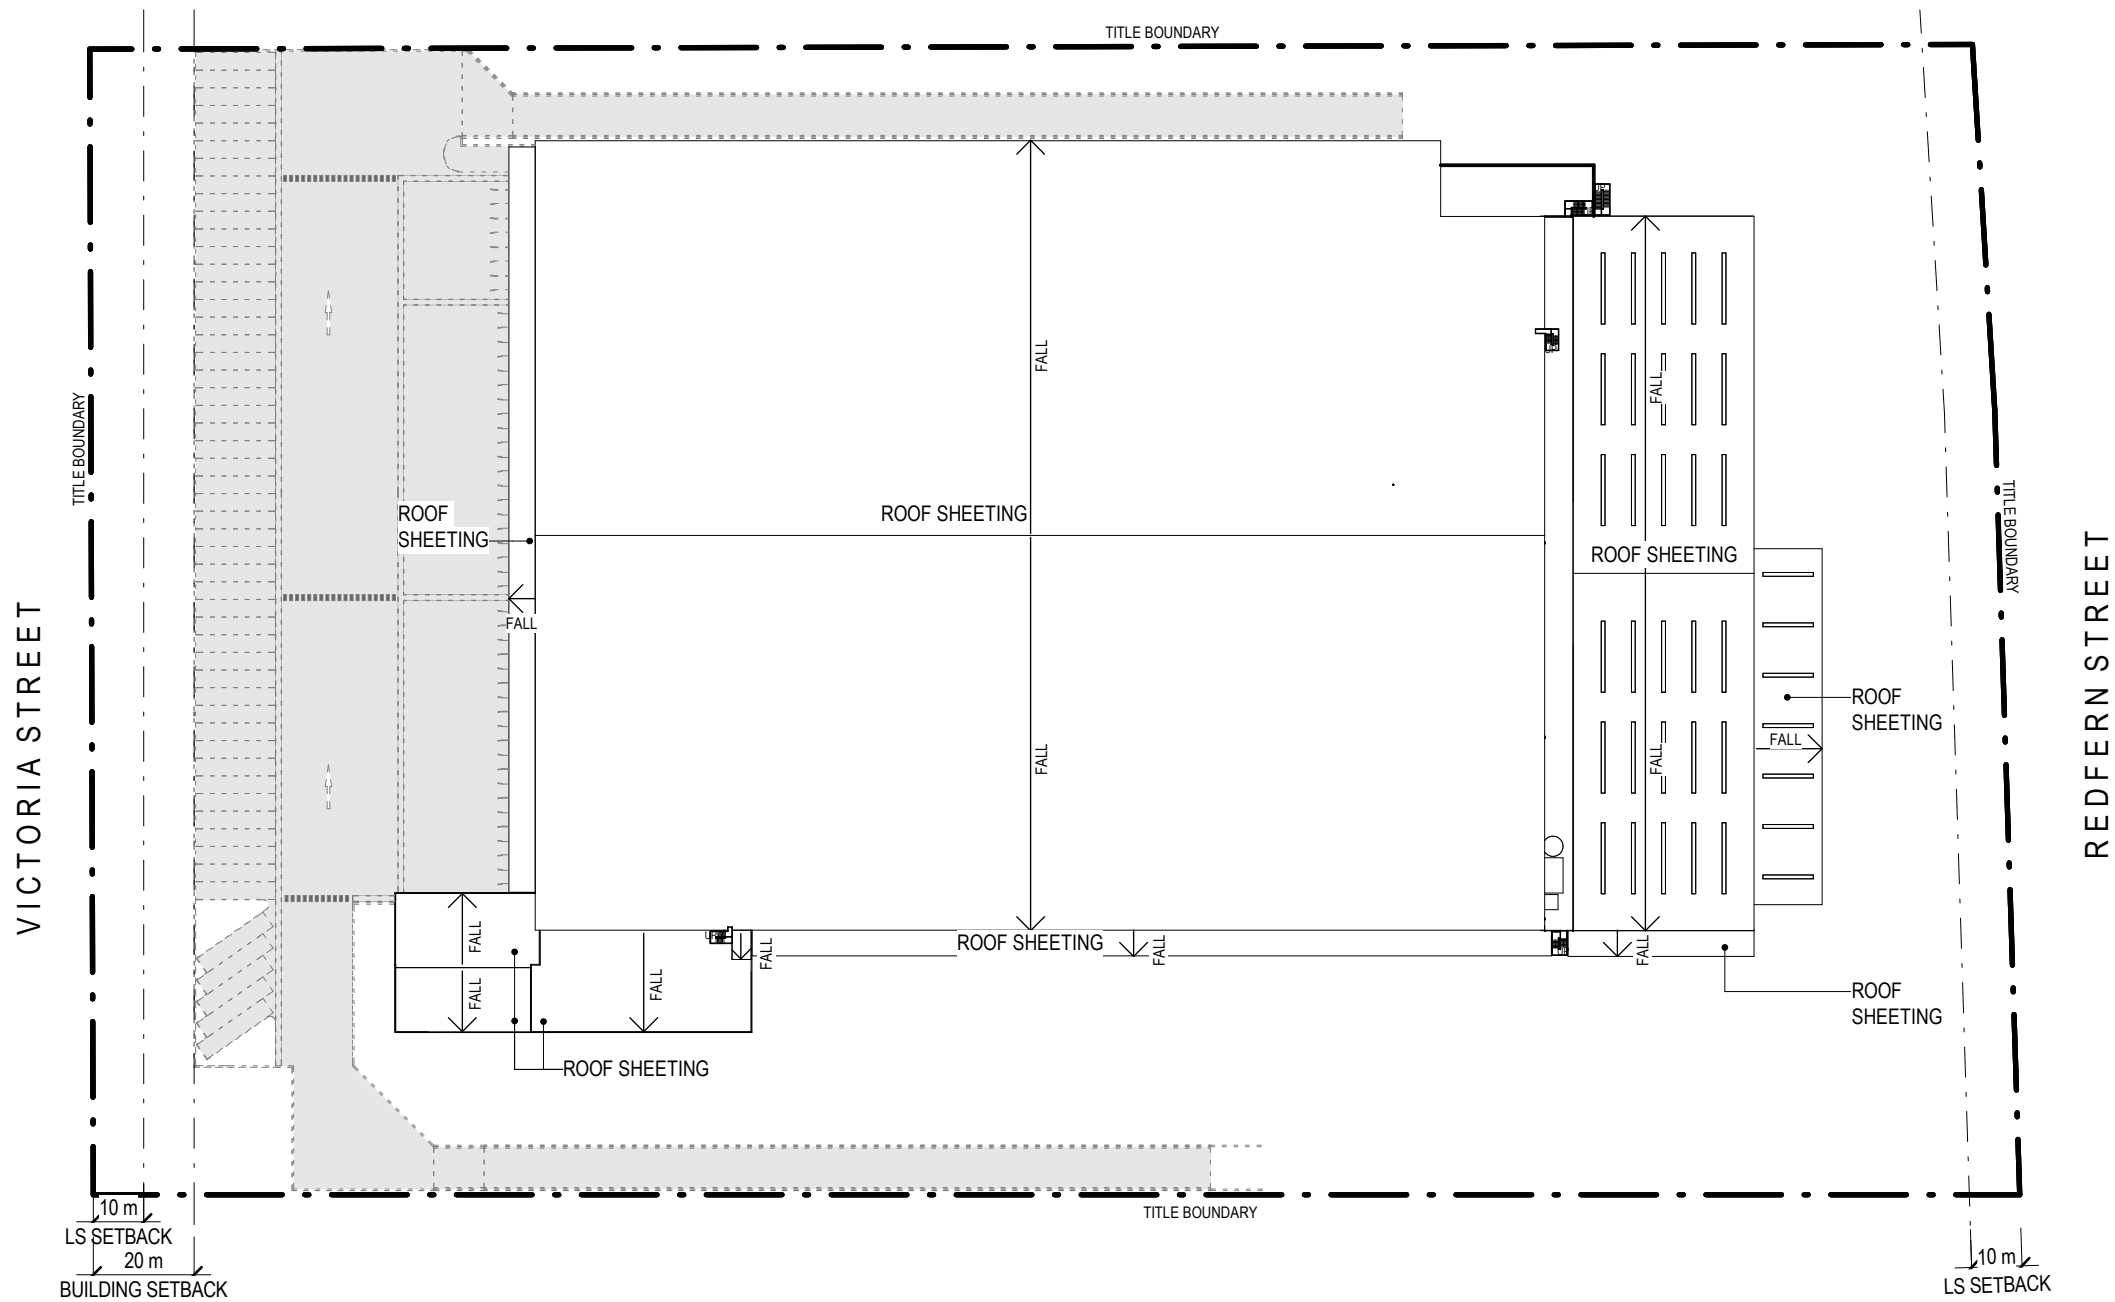 TITLE BOUNDARY
TITLE BOUNDARY
TITLE BOUNDARY
VICTORIA STREET
REDFERN STREET
FALL
FALL
ROOF
SHEETING
ROOF SHEETING
ROOF SHEETING
FALL
ROOF
SHEETING
FALL
FALL
FALL
FALL
FALL
ROOF SHEETING
FALL
FALL
FALL
FALL
FALL
ROOF
SHEETING
ROOF SHEETING
TITLE BOUNDARY
10 m
LS SETBACK
20 m
BUILDING SETBACK
10 m
LS SETBACK